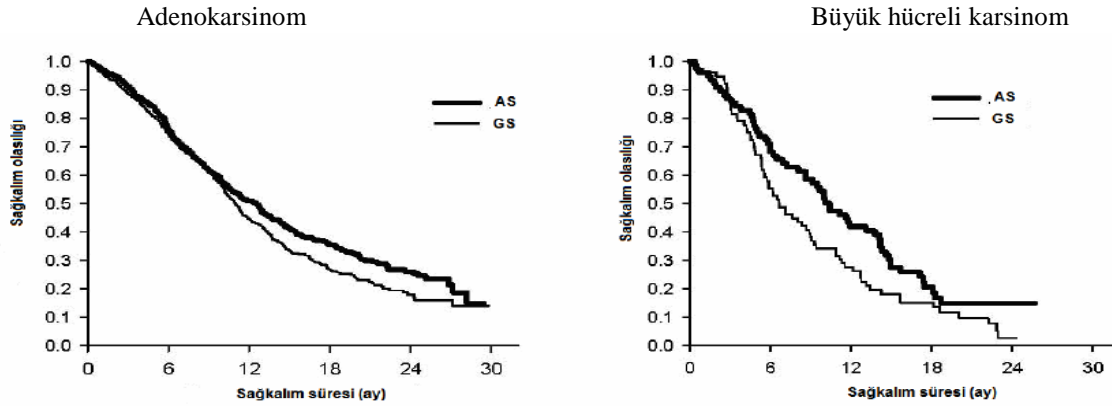 Adenokarsinom
1.0
0.9
0.8
0.7
0.6
0.5
0.4
0.3
0.2
0.1
0.0
Sağkalım olasılığı
AS
GS
0 6 12 18 24 30
Sağkalım süresi (ay)
Büyük hücreli karsinom
1.0
0.9
0.8
0.7
0.6
0.5
0.4
0.3
0.2
0.1
0.0
Sağkalım olasılığı
AS
GS
0 6 12 18 24 30
Sağkalım süresi (ay)